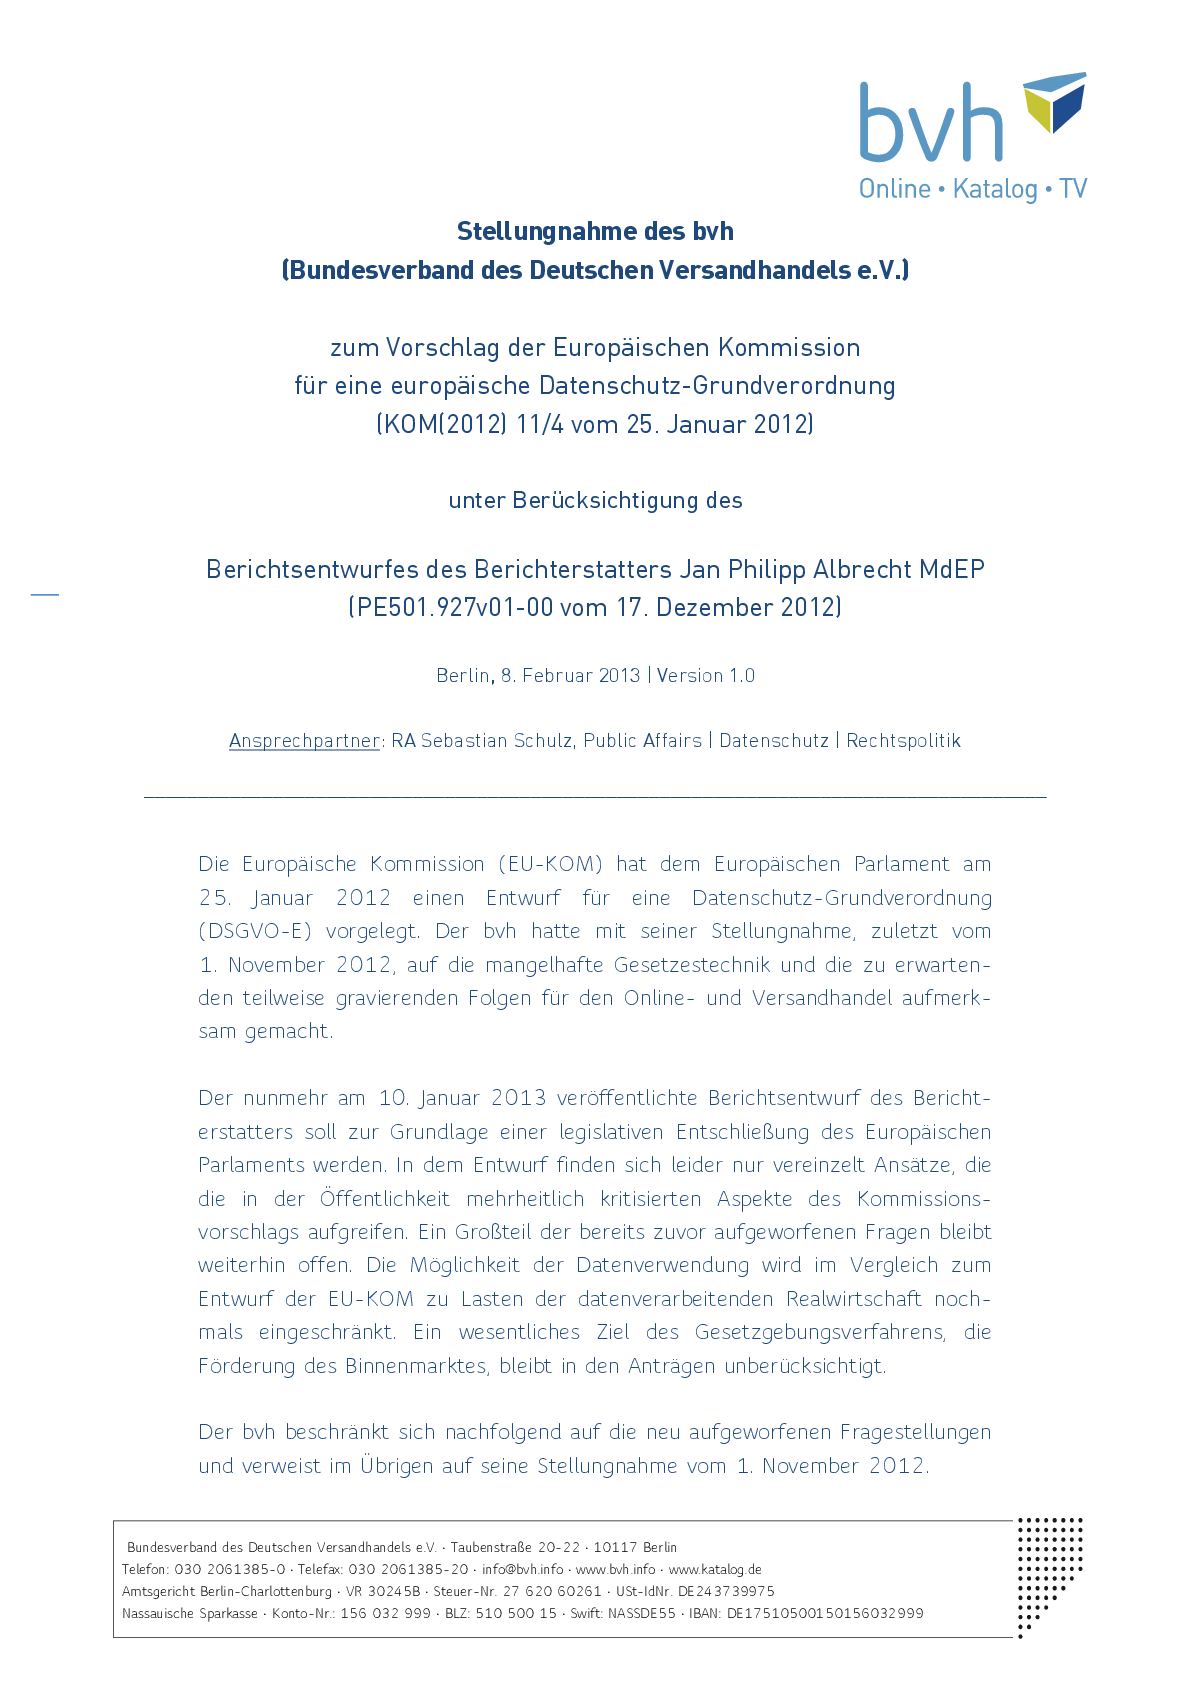 bvh
Online • Katalog • TV
Stellungnahme des bvh
(Bundesverband des Deutschen Versandhandels e.V.)
zum Vorschlag der Europäischen Kommission
für eine europäische Datenschutz-Grundverordnung
(KOM(2012) 11/4 vom 25. Januar 2012)
unter Berücksichtigung des
Berichtsentwurfes des Berichterstatters Jan Philipp Albrecht MdEP
(PE501.927v01-00 vom 17. Dezember 2012)
Berlin, 8. Februar 2013 | Version 1.0
Ansprechpartner: RA Sebastian Schulz, Public Affairs | Datenschutz | Rechtspolitik
Die Europäische Kommission (EU-KOM) hat dem Europäischen Parlament am
25. Januar 2012 einen Entwurf für eine Datenschutz-Grundverordnung
(DSGVO-E) vorgelegt. Der bvh hatte mit seiner Stellungnahme, zuletzt vom
1. November 2012, auf die mangelhafte Gesetzestechnik und die zu erwarten-
den teilweise gravierenden Folgen für den Online- und Versandhandel aufmerk-
sam gemacht.
Der nunmehr am 10. Januar 2013 veröffentlichte Berichtsentwurf des Bericht-
erstatters soll zur Grundlage einer legislativen Entschließung des Europäischen
Parlaments werden. In dem Entwurf finden sich leider nur vereinzelt Ansätze, die
die in der Öffentlichkeit mehrheitlich kritisierten Aspekte des Kommissions-
vorschlags aufgreifen. Ein Großteil der bereits zuvor aufgeworfenen Fragen bleibt
weiterhin offen. Die Möglichkeit der Datenverwendung wird im Vergleich zum
Entwurf der EU-KOM zu Lasten der datenverarbeitenden Realwirtschaft noch-
mals eingeschränkt. Ein wesentliches Ziel des Gesetzgebungsverfahrens, die
Förderung des Binnenmarktes, bleibt in den Anträgen unberücksichtigt.
Der bvh beschränkt sich nachfolgend auf die neu aufgeworfenen Fragestellungen
und verweist im Übrigen auf seine Stellungnahme vom 1. November 2012.
Bundesverband des Deutschen Versandhandels e.V. · Taubenstraße 20-22 · 10117 Berlin
Telefon: 030 2061385-0 · Telefax: 030 2061385-20 · info@bvh.info · www.bvh.info · www.katalog.de
Amtsgericht Berlin-Charlottenburg · VR 30245B · Steuer-Nr. 27 620 60261 · USt-IdNr. DE243739975
Nassauische Sparkasse · Konto-Nr.: 156 032 999 · BLZ: 510 500 15 · Swift: NASSDE55 · IBAN: DE17510500150156032999